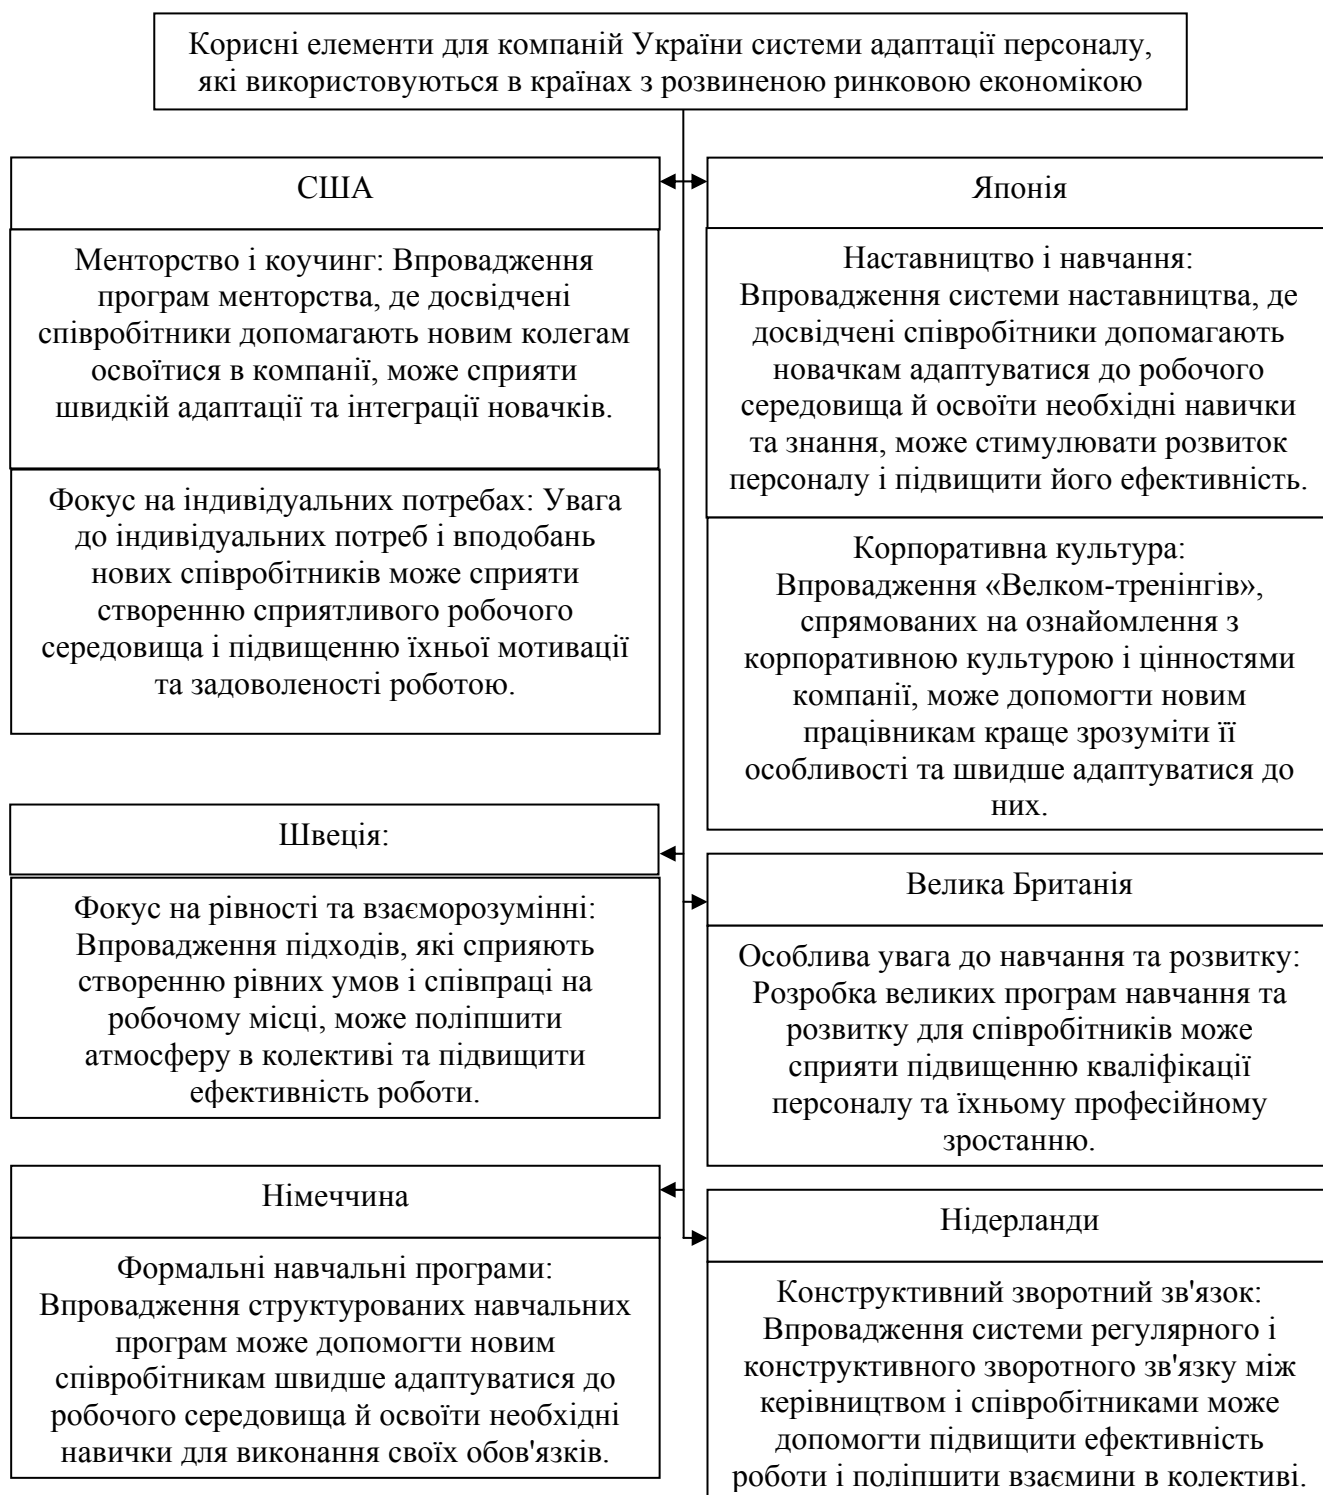 Корисні елементи для компаній України системи адаптації персоналу,
які використовуються в країнах з розвиненою ринковою економікою
США
Менторство і коучинг: Впровадження
програм менторства, де досвідчені
співробітники допомагають новим колегам
освоїтися в компанії, може сприяти
швидкій адаптації та інтеграції новачків.
Фокус на індивідуальних потребах: Увага
до індивідуальних потреб і вподобань
нових співробітників може сприяти
створенню сприятливого робочого
середовища і підвищенню їхньої мотивації
та задоволеності роботою.
Японія
Наставництво і навчання:
Впровадження системи наставництва, де
досвідчені співробітники допомагають
новачкам адаптуватися до робочого
середовища й освоїти необхідні навички
та знання, може стимулювати розвиток
персоналу і підвищити його ефективність.
Корпоративна культура:
Впровадження «Велком-тренінгів»,
спрямованих на ознайомлення з
корпоративною культурою і цінностями
компанії, може допомогти новим
працівникам краще зрозуміти її
особливості та швидше адаптуватися до
них.
Швеція:
Фокус на рівності та взаєморозумінні:
Впровадження підходів, які сприяють
створенню рівних умов і співпраці на
робочому місці, може поліпшити
атмосферу в колективі та підвищити
ефективність роботи.
Велика Британія
Особлива увага до навчання та розвитку:
Розробка великих програм навчання та
розвитку для співробітників може
сприяти підвищенню кваліфікації
персоналу та їхньому професійному
зростанню.
Німеччина
Формальні навчальні програми:
Впровадження структурованих навчальних
програм може допомогти новим
співробітникам швидше адаптуватися до
робочого середовища й освоїти необхідні
навички для виконання своїх обов'язків.
Нідерланди
Конструктивний зворотний зв'язок:
Впровадження системи регулярного і
конструктивного зворотного зв'язку між
керівництвом і співробітниками може
допомогти підвищити ефективність
роботи і поліпшити взаємини в колективі.